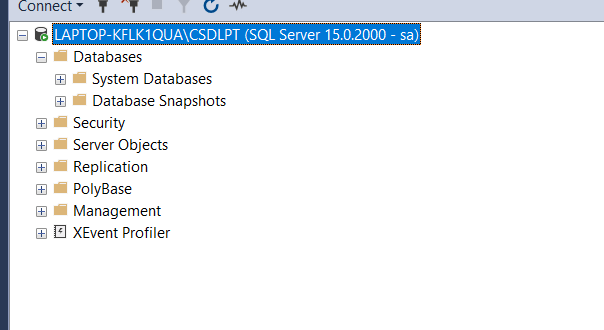 Connect
LAPTOP-KFLK1QUA\CSDLPT (SQL Server 15.0.2000 - sa)
Databases
System Databases
Database Snapshots
Security
Server Objects
Replication
PolyBase
Management
XEvent Profiler